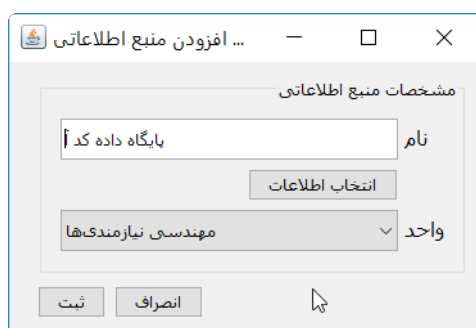 افزودن منبع اطلاعاتی ...
مشخصات منبع اطلاعاتی
نام
پایگاه داده کد آ
انتخاب اطلاعات
واحد
مهندسی نیازمندی‌ها
انصراف
ثبت